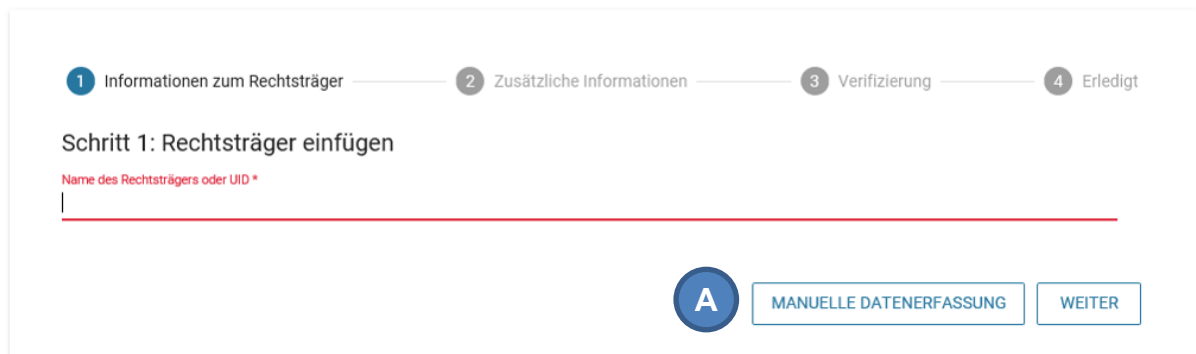 1 Informationen zum Rechtsträger 2 Zusätzliche Informationen 3 Verifizierung 4 Erledigt
Schritt 1: Rechtsträger einfügen
Name des Rechtsträgers oder UID *
A MANUELLE DATENERFASSUNG WEITER